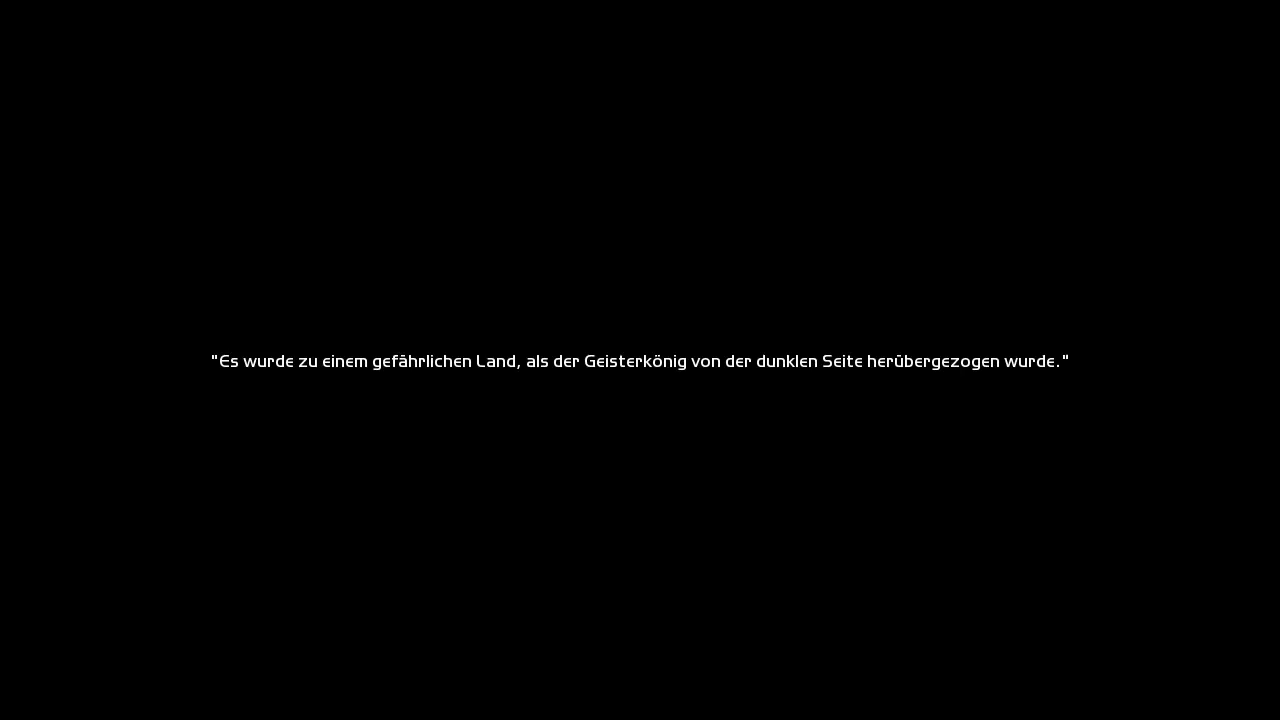 "Es wurde zu einem gefährlichen Land, als der Geisterkönig von der dunklen Seite herübergezogen wurde."